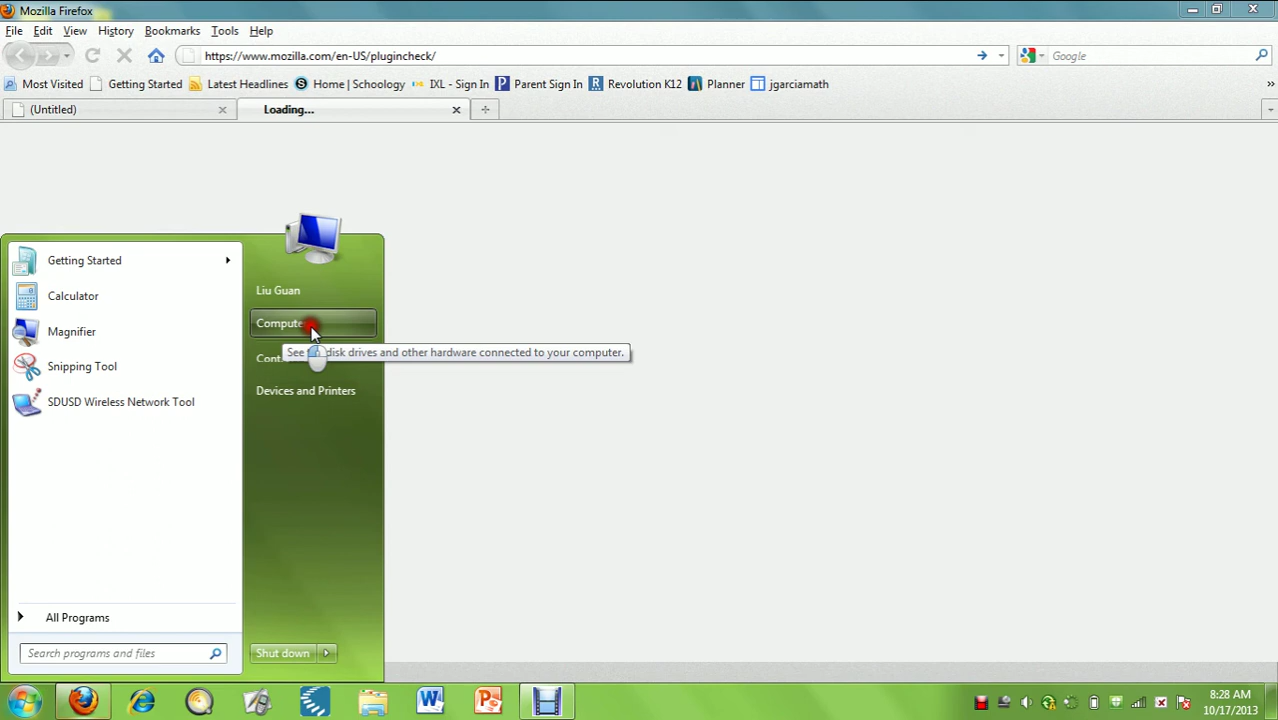 Mozilla Firefox
File Edit View History Bookmarks Tools Help
https://www.mozilla.com/en-US/plugincheck/ Google
Most Visited Getting Started Latest Headlines Home | Schoology IXL - Sign In Parent Sign In Revolution K12 Planner jgarciamath »
(Untitled) Loading...
Getting Started
Calculator
Magnifier
Snipping Tool
SDUSD Wireless Network Tool
All Programs
Search programs and files
Liu Guan
Compute
See disk drives and other hardware connected to your computer.
Devices and Printers
Shut down
8:28 AM
10/17/2013